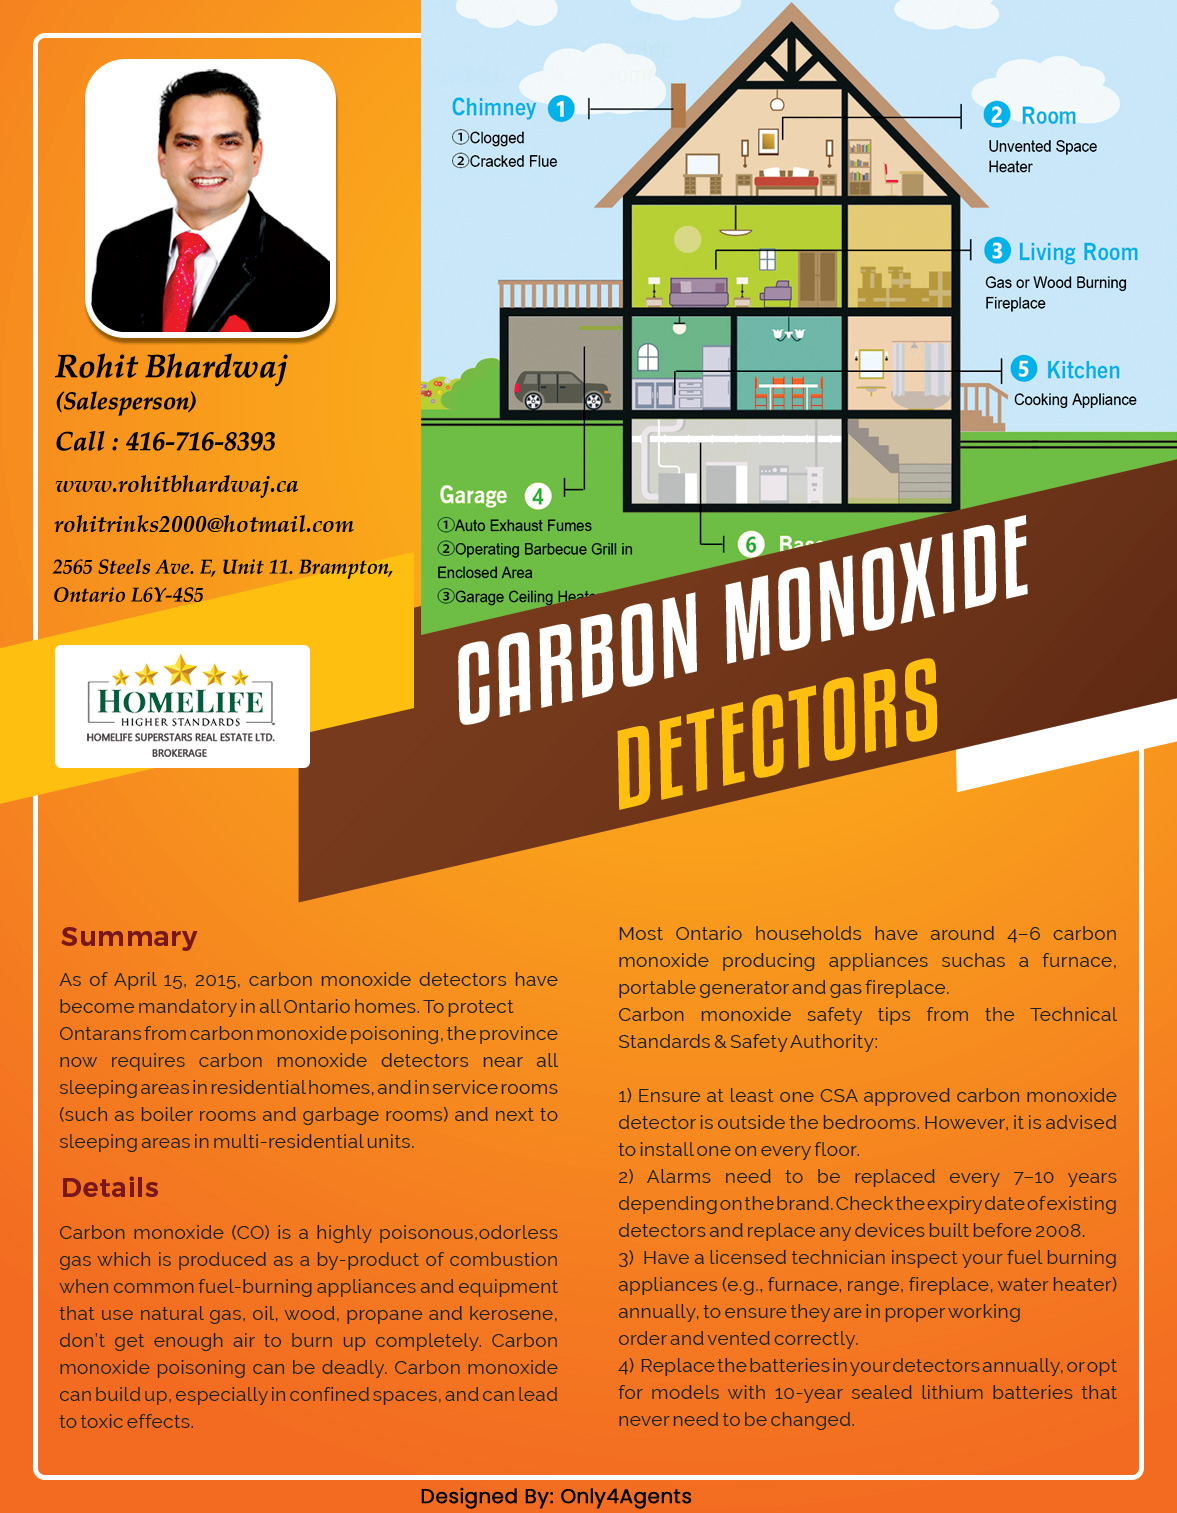 Rohit Bhardwaj
(Salesperson)
Call : 416-716-8393
www.rohitbhardwaj.ca
rohitrinks2000@hotmail.com
2565 Steels Ave. E, Unit 11. Brampton,
Ontario L6Y-4S5
HOMELIFE
HIGHER STANDARDS
HOMELIFE SUPERSTARS REAL ESTATE LTD.
BROKERAGE
Chimney 1
①Clogged
②Cracked Flue
2 Room
Unvented Space
Heater
3 Living Room
Gas or Wood Burning
Fireplace
5 Kitchen
Cooking Appliance
Garage 4
①Auto Exhaust Fumes
②Operating Barbecue Grill in
Enclosed Area
③Garage Ceiling
6
CARBON MONOXIDE
DETECTORS
Summary
As of April 15, 2015, carbon monoxide detectors have
become mandatory in all Ontario homes. To protect
Ontarans from carbon monoxide poisoning, the province
now requires carbon monoxide detectors near all
sleeping areas in residential homes, and in service rooms
(such as boiler rooms and garbage rooms) and next to
sleeping areas in multi-residential units.
Details
Carbon monoxide (CO) is a highly poisonous,odorless
gas which is produced as a by-product of combustion
when common fuel-burning appliances and equipment
that use natural gas, oil, wood, propane and kerosene,
don't get enough air to burn up completely. Carbon
monoxide poisoning can be deadly. Carbon monoxide
can build up, especially in confined spaces, and can lead
to toxic effects.
Most Ontario households have around 4–6 carbon
monoxide producing appliances suchas a furnace,
portable generator and gas fireplace.
Carbon monoxide safety tips from the Technical
Standards & Safety Authority:
1) Ensure at least one CSA approved carbon monoxide
detector is outside the bedrooms. However, it is advised
to install one on every floor.
2) Alarms need to be replaced every 7–10 years
depending on the brand. Check the expiry date of existing
detectors and replace any devices built before 2008.
3) Have a licensed technician inspect your fuel burning
appliances (e.g., furnace, range, fireplace, water heater)
annually, to ensure they are in proper working
order and vented correctly.
4) Replace the batteries in your detectors annually, or opt
for models with 10-year sealed lithium batteries that
never need to be changed.
Designed By: Only4Agents